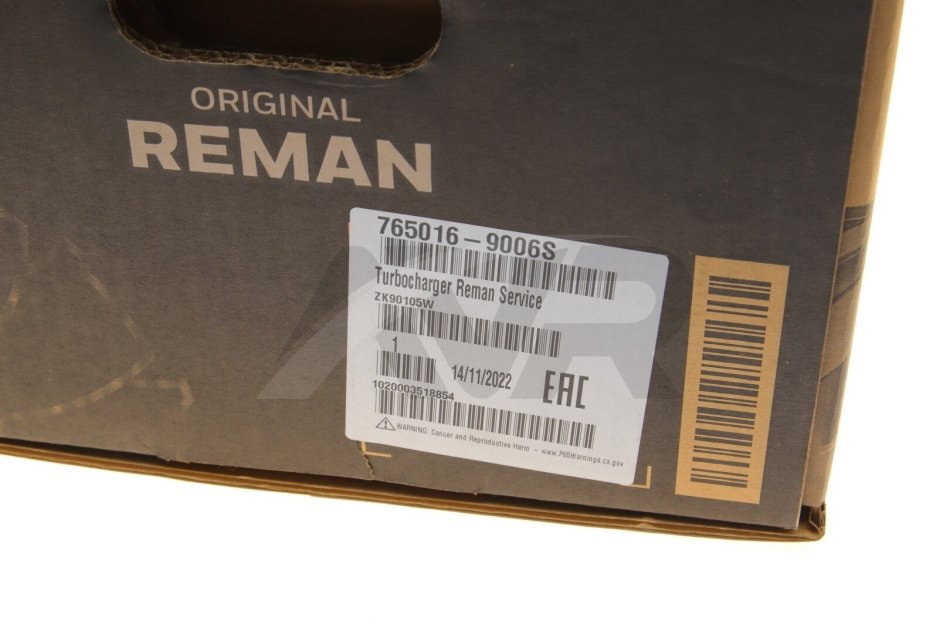 ORIGINAL
REMAN
765016-9006S
Turbocharger Reman Service
ZK90105W
1
14/11/2022
EAC
1020003518854
WARNING: Cancer and Reproductive Harm - www.P65Warnings.ca.gov